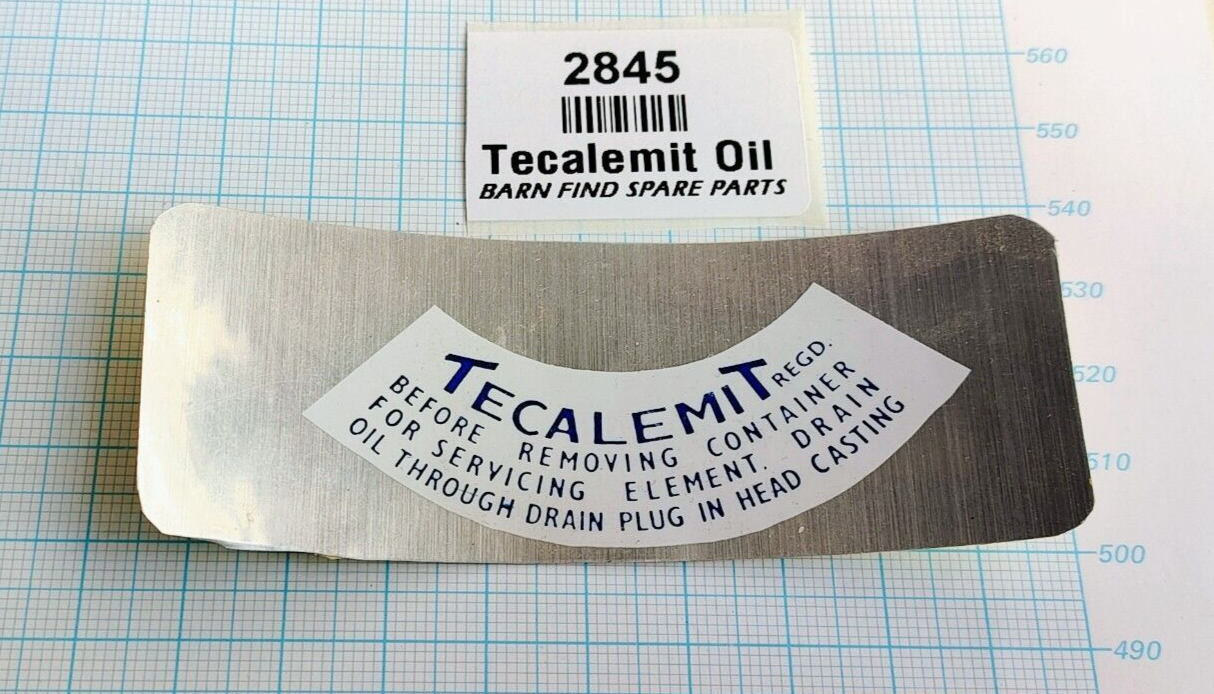 2845
Tecalemit Oil
BARN FIND SPARE PARTS
560
550
540
530
520
510
500
490
TECALEMIT REGD.
BEFORE REMOVING CONTAINER
FOR SERVICING ELEMENT. DRAIN
OIL THROUGH DRAIN PLUG IN HEAD CASTING